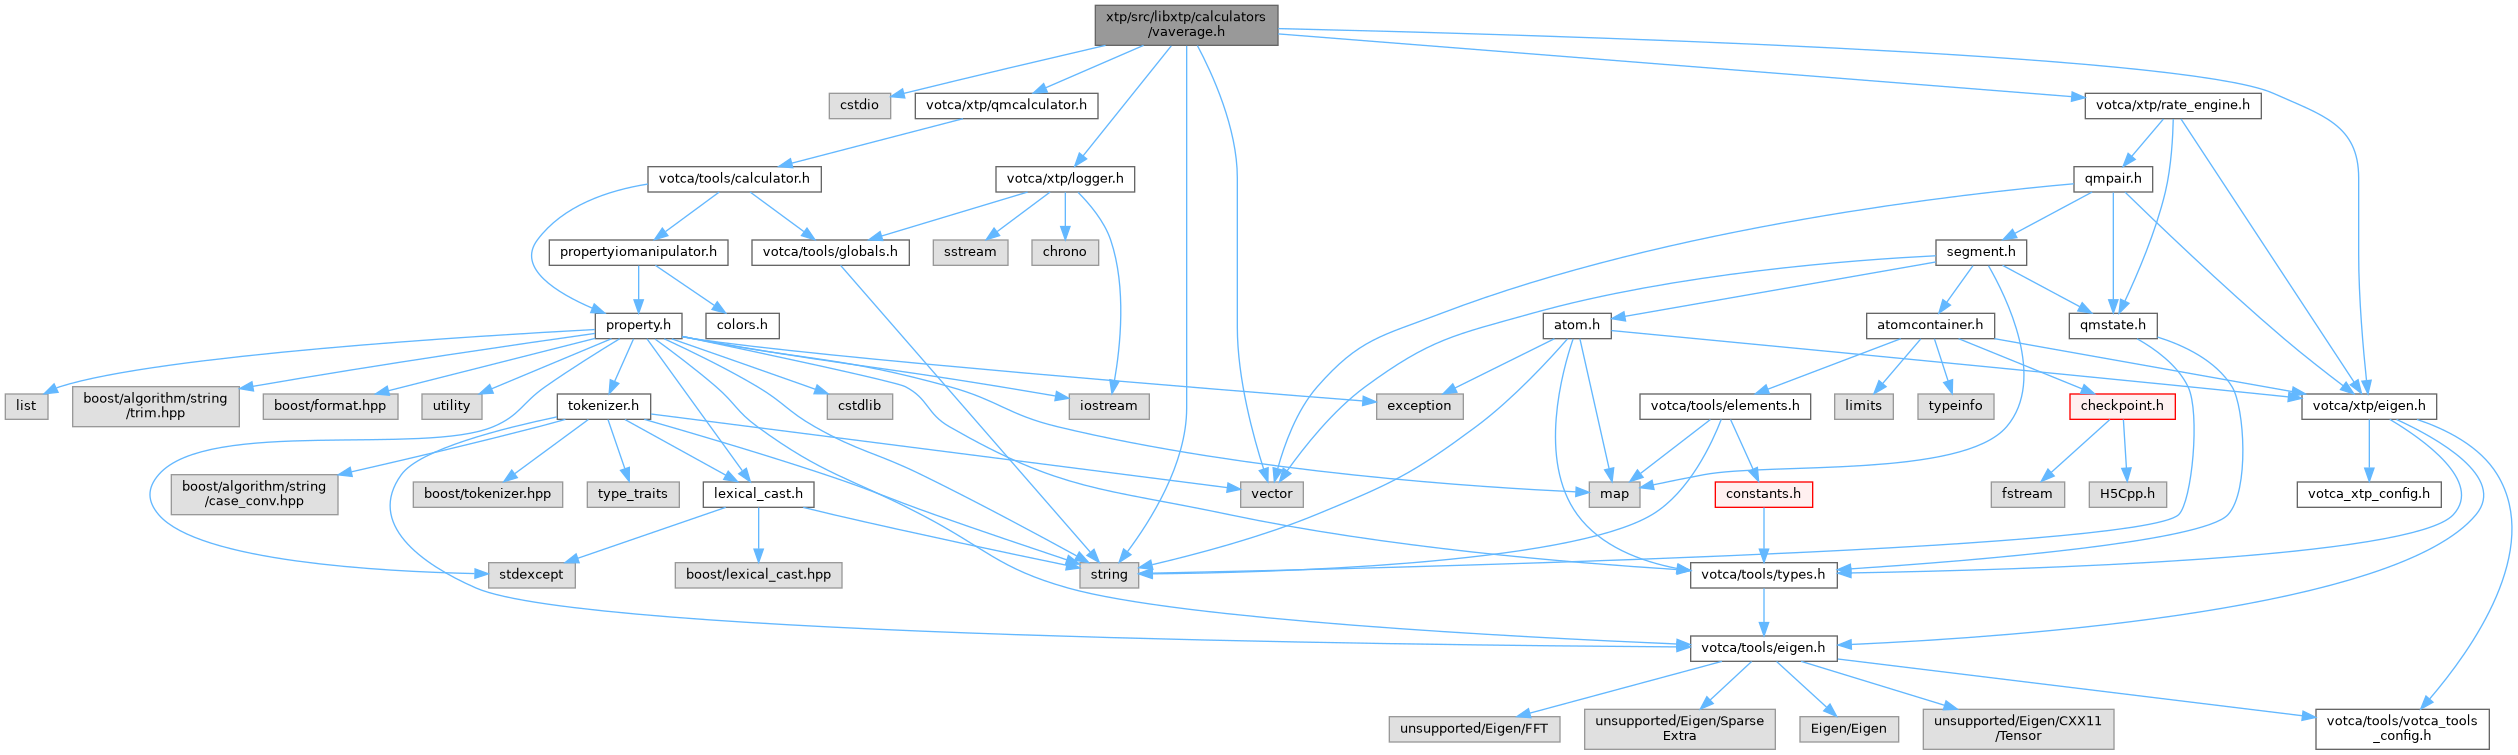 xtp/src/libxtp/calculators
/vaverage.h
cstdio
votca/xtp/qmcalculator.h
votca/xtp/rate_engine.h
votca/tools/calculator.h
votca/xtp/logger.h
qmpair.h
propertyiomanipulator.h
votca/tools/globals.h
sstream
chrono
segment.h
property.h
colors.h
atom.h
atomcontainer.h
qmstate.h
list
boost/algorithm/string
/trim.hpp
boost/format.hpp
utility
tokenizer.h
cstdlib
iostream
exception
votca/tools/elements.h
limits
typeinfo
checkpoint.h
votca/xtp/eigen.h
boost/algorithm/string
/case_conv.hpp
boost/tokenizer.hpp
type_traits
lexical_cast.h
vector
map
constants.h
fstream
H5Cpp.h
votca_xtp_config.h
stdexcept
boost/lexical_cast.hpp
string
votca/tools/types.h
votca/tools/eigen.h
unsupported/Eigen/FFT
unsupported/Eigen/Sparse
Extra
Eigen/Eigen
unsupported/Eigen/CXX11
/Tensor
votca/tools/votca_tools
_config.h